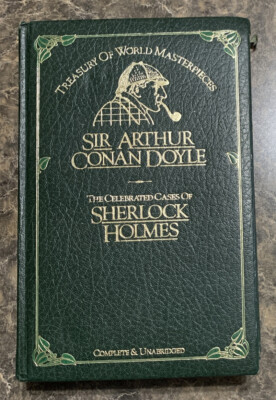 TREASURY OF WORLD MASTERPIECES
SIR ARTHUR
CONAN DOYLE
THE CELEBRATED CASES OF
SHERLOCK
HOLMES
COMPLETE & UNABRIDGED